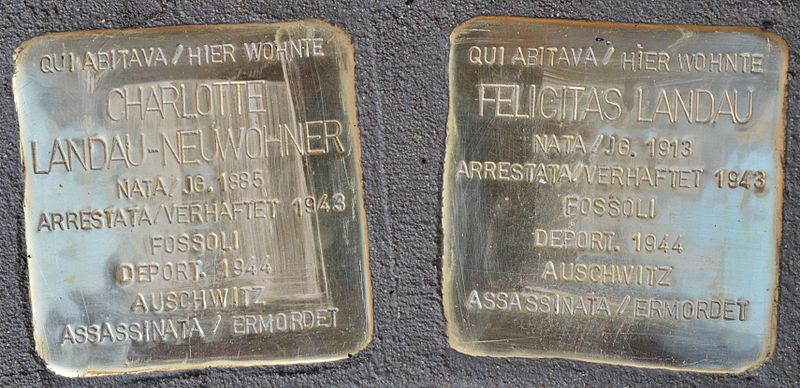 QUI ABITAVA/HIER WOHNTE
CHARLOTTE
LANDAU-NEUWOHNER
NATA/JG. 1885
ARRESTATA/VERHAFTET 1943
FOSSOLI
DEPORT. 1944
AUSCHWITZ
ASSASSINATA/ERMORDET
QUI ABITAVA/HIER WOHNTE
FELICITAS LANDAU
NATA/JG. 1913
ARRESTATA/VERHAFTET 1943
FOSSOLI
DEPORT. 1944
AUSCHWITZ
ASSASSINATA/ERMORDET